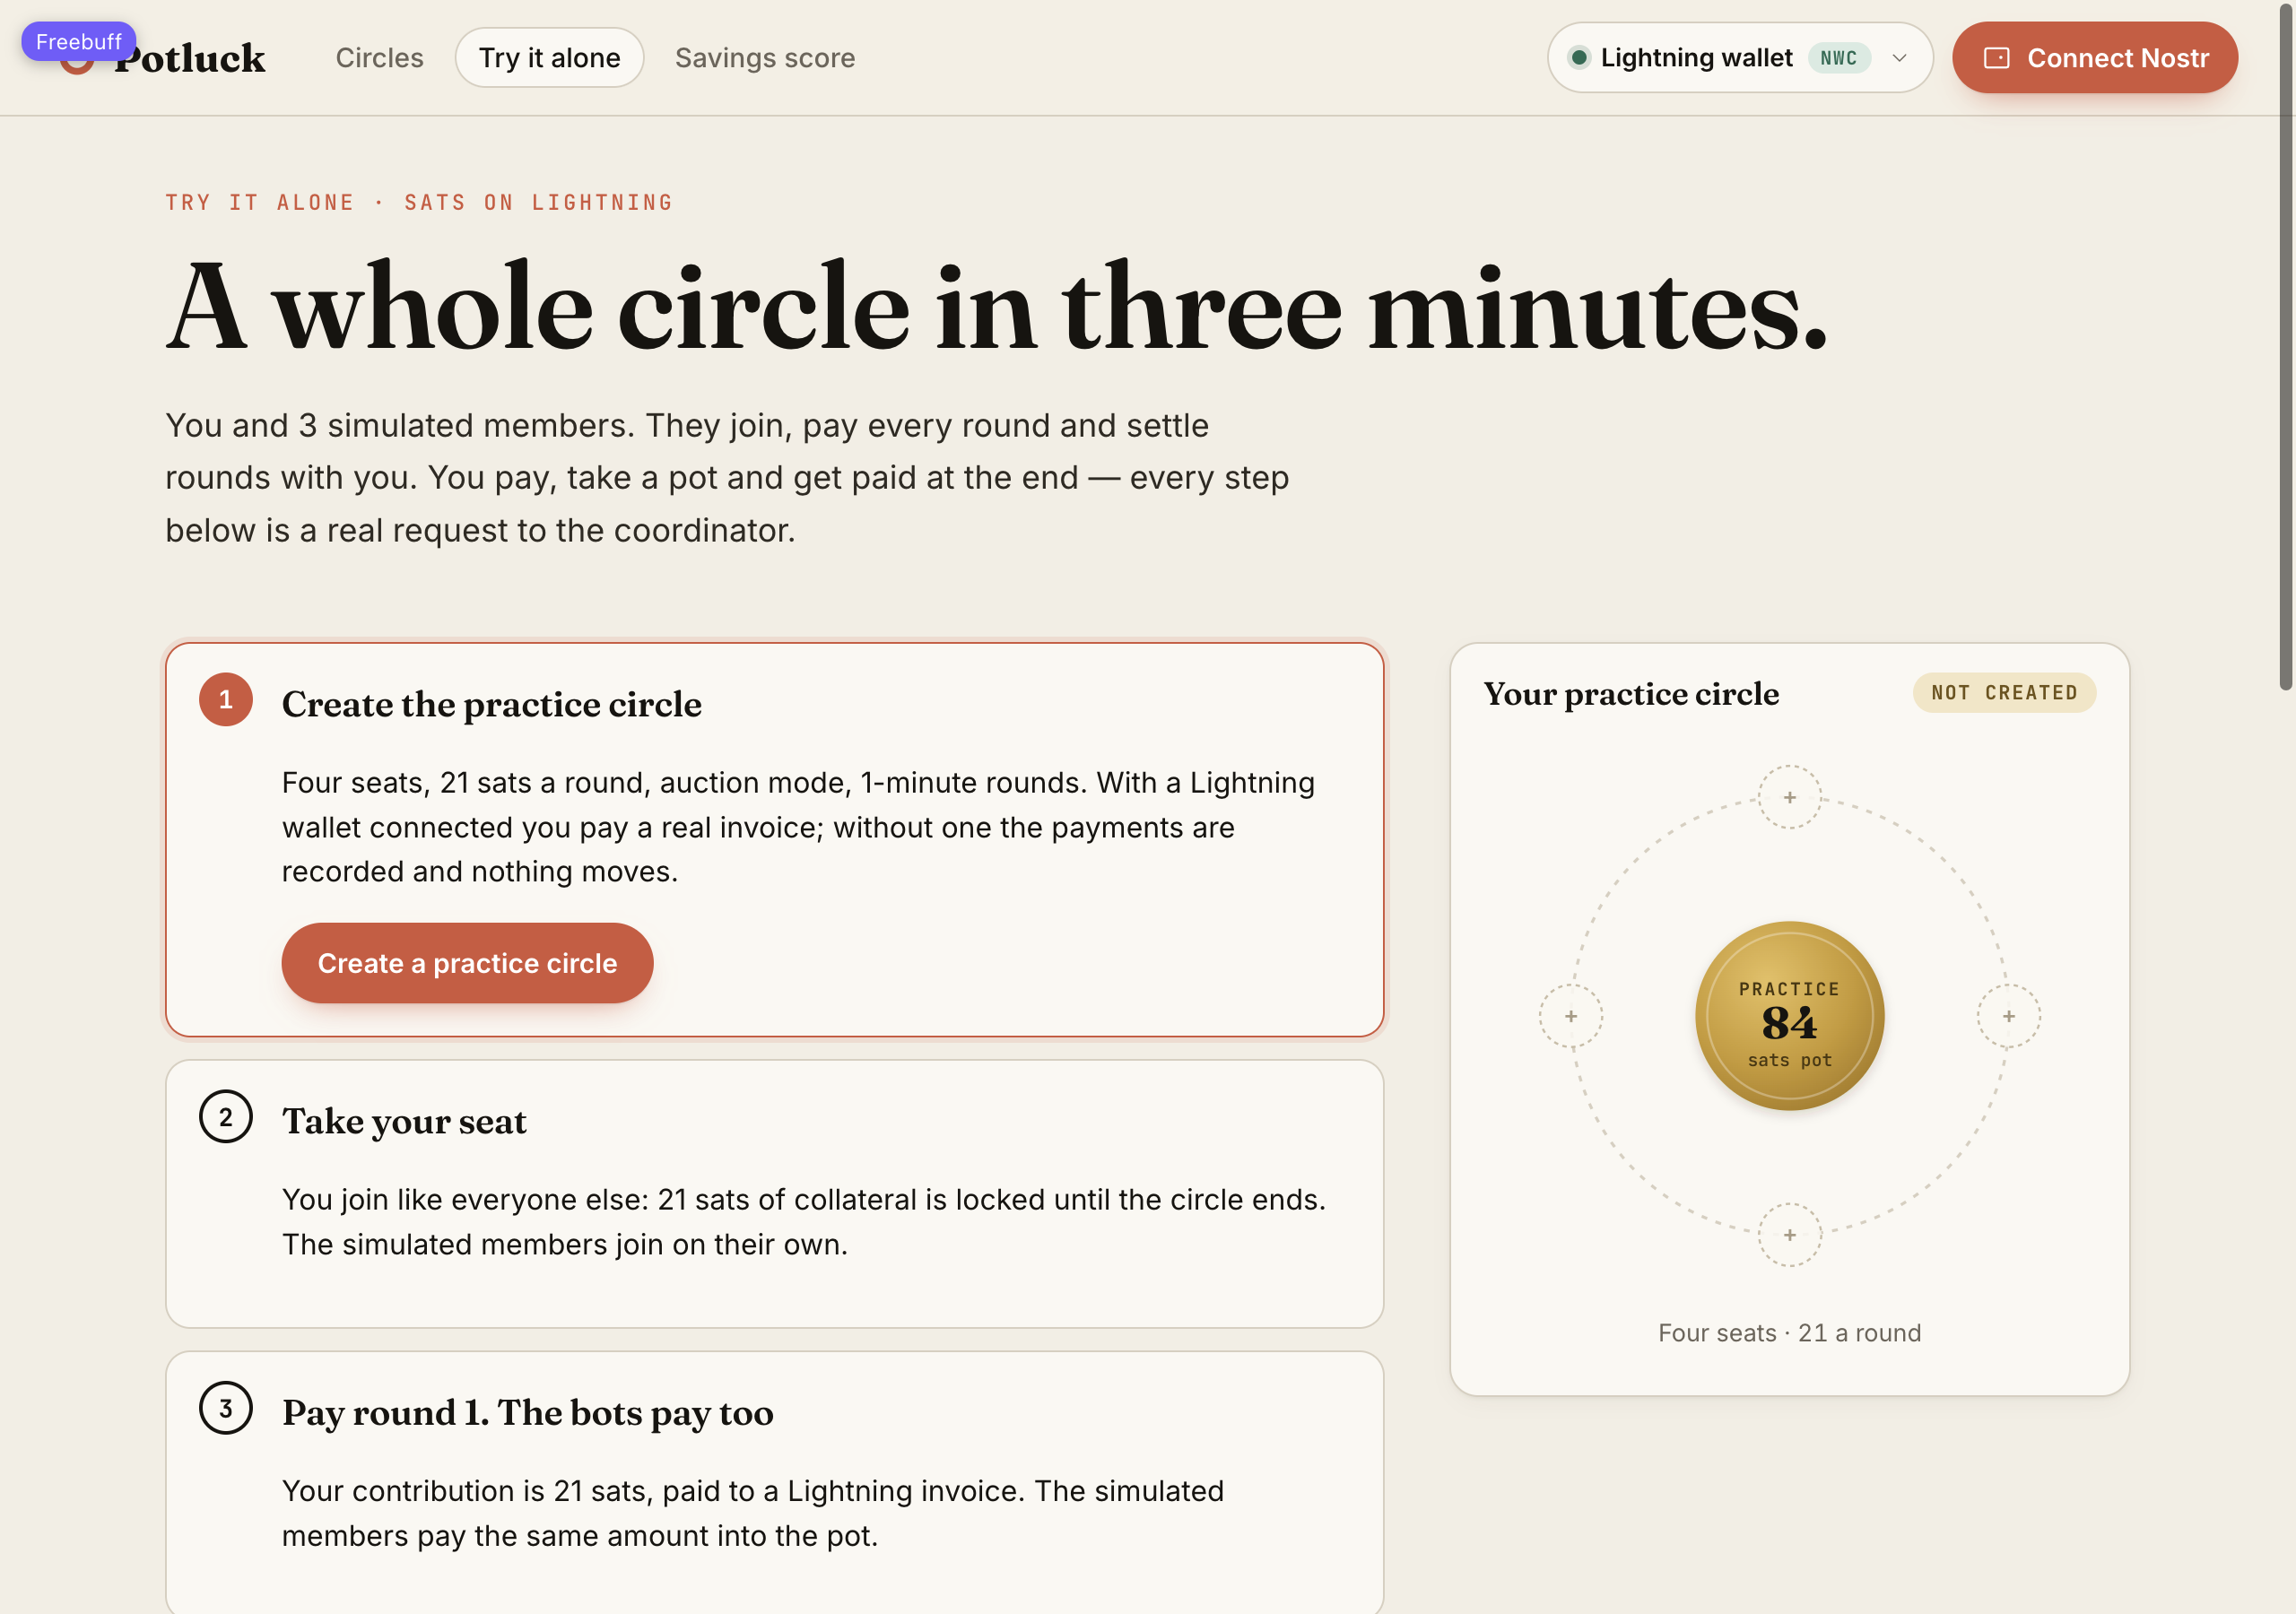 Freebuff
Potluck
Circles
Try it alone
Savings score
Lightning wallet
NWC
Connect Nostr
TRY IT ALONE · SATS ON LIGHTNING
A whole circle in three minutes.
You and 3 simulated members. They join, pay every round and settle
rounds with you. You pay, take a pot and get paid at the end — every step
below is a real request to the coordinator.
1
Create the practice circle
Four seats, 21 sats a round, auction mode, 1-minute rounds. With a Lightning
wallet connected you pay a real invoice; without one the payments are
recorded and nothing moves.
Create a practice circle
2
Take your seat
You join like everyone else: 21 sats of collateral is locked until the circle ends.
The simulated members join on their own.
3
Pay round 1. The bots pay too
Your contribution is 21 sats, paid to a Lightning invoice. The simulated
members pay the same amount into the pot.
Your practice circle
NOT CREATED
+
+
PRACTICE
84
sats pot
+
+
Four seats · 21 a round